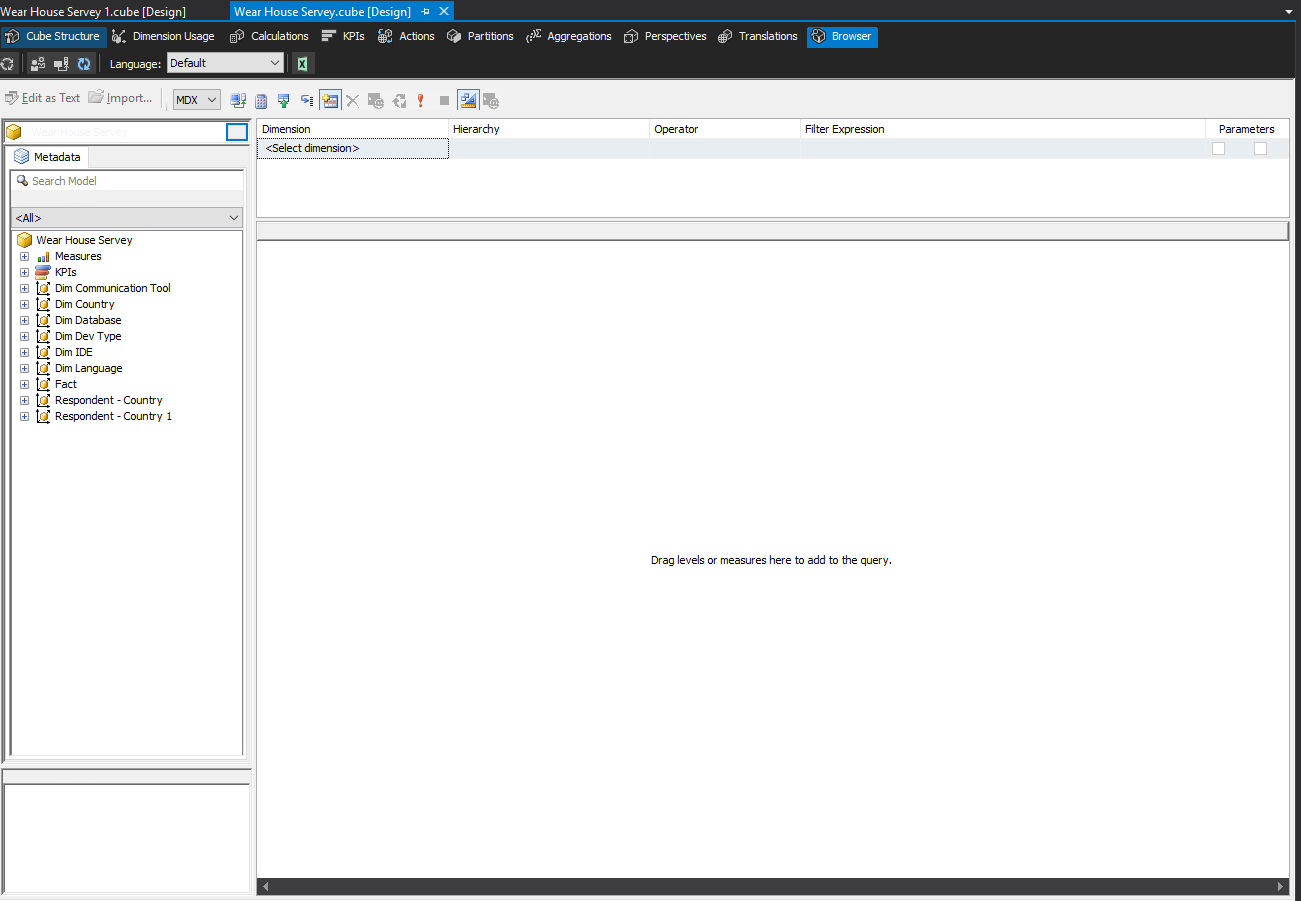 Wear House Servey 1.cube [Design] Wear House Servey.cube [Design]
Cube Structure Dimension Usage Calculations KPIs Actions Partitions Aggregations Perspectives Translations Browser
Language: Default
Edit as Text Import... MDX
Wear House Servey
Dimension Hierarchy Operator Filter Expression Parameters
<Select dimension>
Metadata
Search Model
<All>
Wear House Servey
Measures
KPIs
Dim Communication Tool
Dim Country
Dim Database
Dim Dev Type
Dim IDE
Dim Language
Fact
Respondent - Country
Respondent - Country 1
Drag levels or measures here to add to the query.